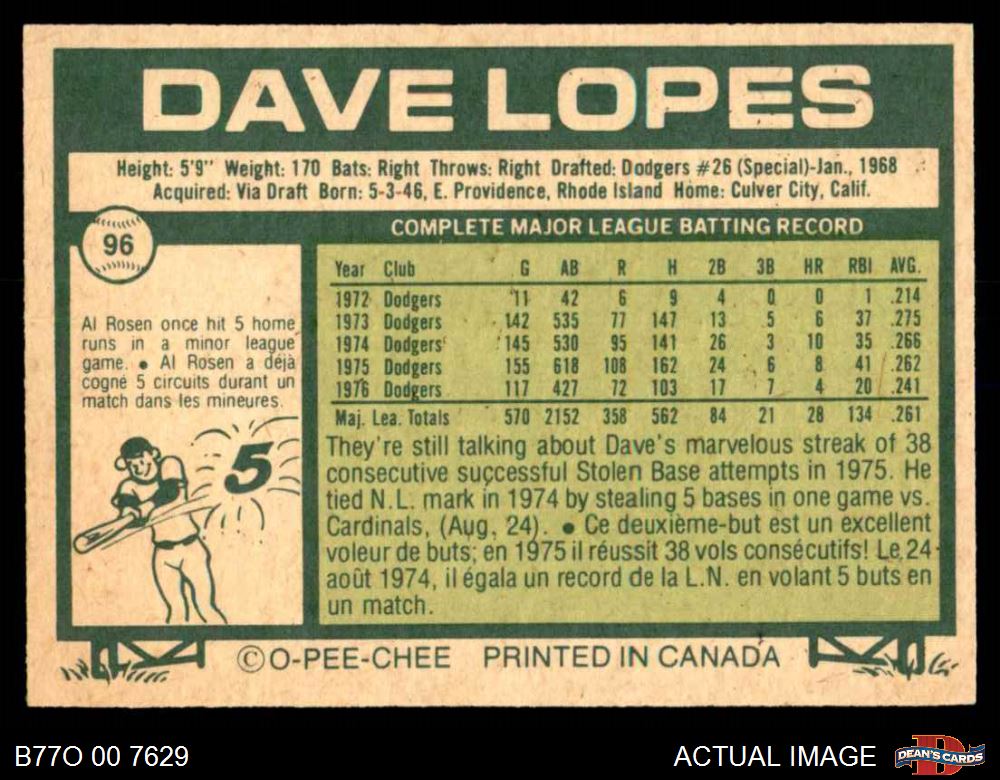 DAVE LOPES
Height: 5'9" Weight: 170 Bats: Right Throws: Right Drafted: Dodgers #26 (Special)-Jan., 1968
Acquired: Via Draft Born: 5-3-46, E. Providence, Rhode Island Home: Culver City, Calif.
96
Al Rosen once hit 5 home
runs in a minor league
game. ● Al Rosen a déjà
cogné 5 circuits durant un
match dans les mineures.
5
COMPLETE MAJOR LEAGUE BATTING RECORD
Year Club G AB R H 2B 3B HR RBI AVG.
1972 Dodgers 11 42 6 9 4 0 0 1 .214
1973 Dodgers 142 535 77 147 13 5 6 37 .275
1974 Dodgers 145 530 95 141 26 3 10 35 .266
1975 Dodgers 155 618 108 162 24 6 8 41 .262
1976 Dodgers 117 427 72 103 17 7 4 20 .241
Maj. Lea. Totals 570 2152 358 562 84 21 28 134 .261
They're still talking about Dave's marvelous streak of 38
consecutive successful Stolen Base attempts in 1975. He
tied N.L. mark in 1974 by stealing 5 bases in one game vs.
Cardinals, (Aug, 24). ● Ce deuxième-but est un excellent
voleur de buts; en 1975 il réussit 38 vols consécutifs! Le 24
août 1974, il égala un record de la L.N. en volant 5 buts en
un match.
© O-PEE-CHEE PRINTED IN CANADA
B77O 00 7629
ACTUAL IMAGE
D
DEAN'S CARDS